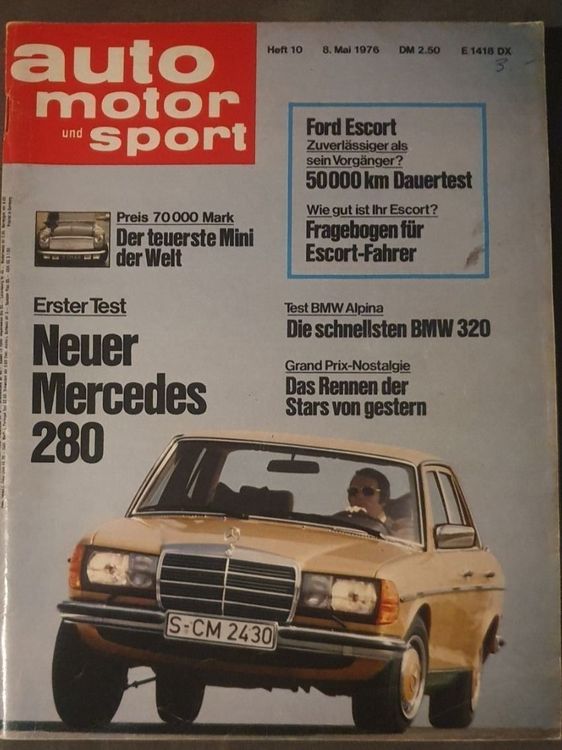 auto
motor
und sport
Heft 10 8. Mai 1976 DM 2.50 E 1418 DX
3
Ford Escort
Zuverlässiger als
sein Vorgänger?
50000 km Dauertest
Wie gut ist Ihr Escort?
Fragebogen für
Escort-Fahrer
Preis 70 000 Mark
Der teuerste Mini
der Welt
Erster Test
Neuer
Mercedes
280
Test BMW Alpina
Die schnellsten BMW 320
Grand Prix-Nostalgie
Das Rennen der
Stars von gestern
S-CM 2430